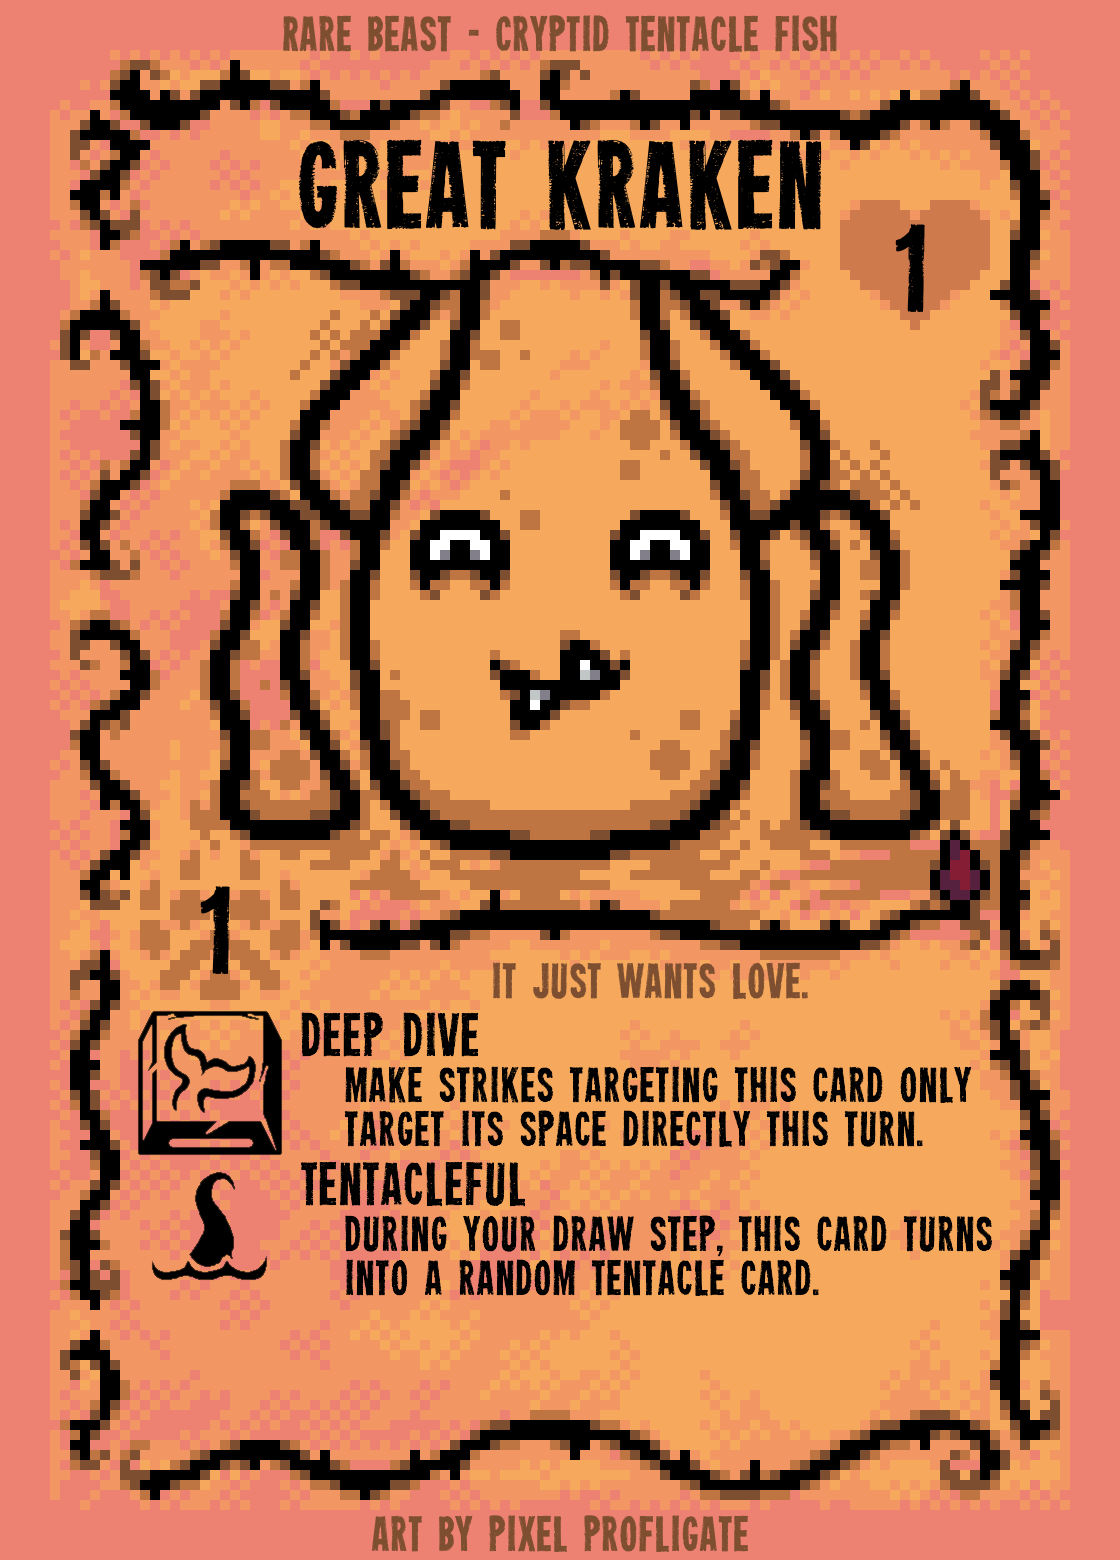 RARE BEAST - CRYPTID TENTACLE FISH
GREAT KRAKEN
1
1
IT JUST WANTS LOVE.
DEEP DIVE
MAKE STRIKES TARGETING THIS CARD ONLY
TARGET ITS SPACE DIRECTLY THIS TURN.
TENTACLEFUL
DURING YOUR DRAW STEP, THIS CARD TURNS
INTO A RANDOM TENTACLE CARD.
ART BY PIXEL PROFLIGATE